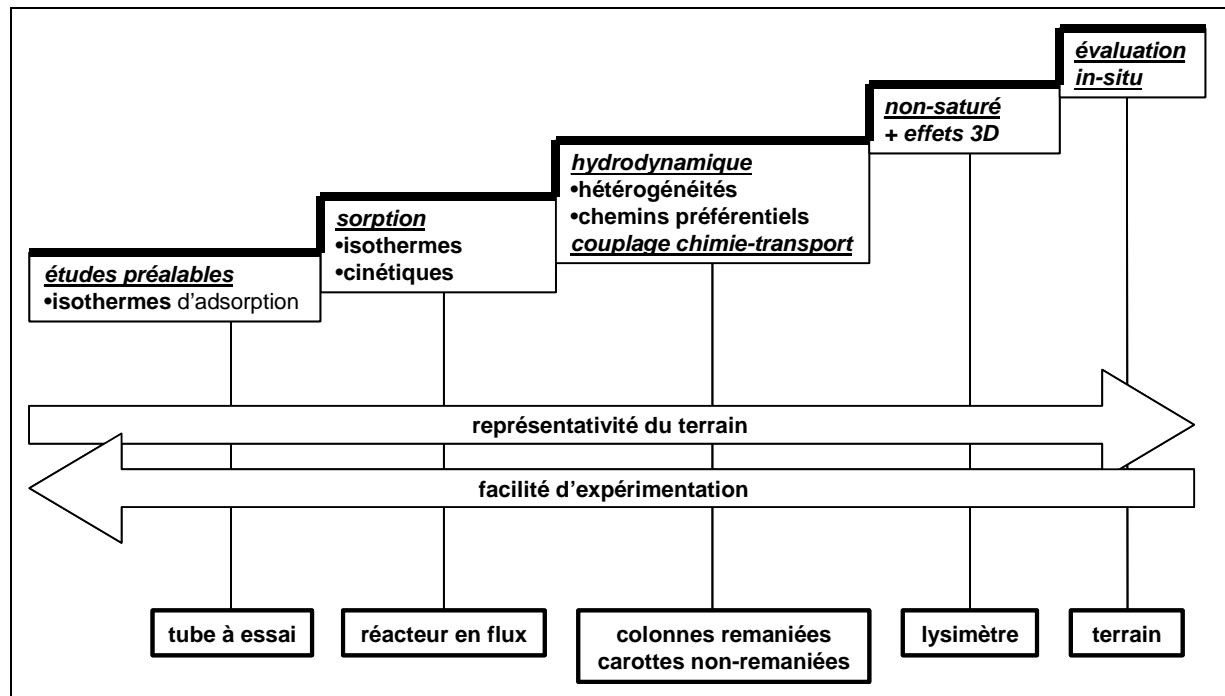 évaluation
in-situ
non-saturé
+ effets 3D
hydrodynamique
•hétérogénéités
•chemins préférentiels
couplage chimie-transport
sorption
•isothermes
•cinétiques
études préalables
•isothermes d'adsorption
représentativité du terrain
facilité d'expérimentation
tube à essai
réacteur en flux
colonnes remaniées
carottes non-remaniées
lysimètre
terrain